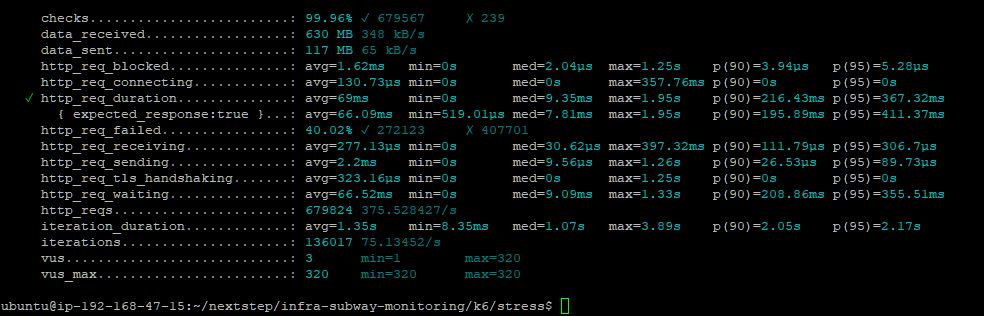 checks.........................: 99.96% ✓ 679567 ✗ 239
data_received..................: 630 MB 348 kB/s
data_sent......................: 117 MB 65 kB/s
http_req_blocked...............: avg=1.62ms min=0s med=2.04µs max=1.25s p(90)=3.94µs p(95)=5.28µs
http_req_connecting............: avg=130.73µs min=0s med=0s max=357.76ms p(90)=0s p(95)=0s
✓ http_req_duration..............: avg=69ms min=0s med=9.35ms max=1.95s p(90)=216.43ms p(95)=367.32ms
{ expected_response:true }...: avg=66.09ms min=519.01µs med=7.81ms max=1.95s p(90)=195.89ms p(95)=411.37ms
http_req_failed................: 40.02% ✓ 272123 ✗ 407701
http_req_receiving.............: avg=277.13µs min=0s med=30.62µs max=397.32ms p(90)=111.79µs p(95)=306.7µs
http_req_sending...............: avg=2.2ms min=0s med=9.56µs max=1.26s p(90)=26.53µs p(95)=89.73µs
http_req_tls_handshaking.......: avg=323.16µs min=0s med=0s max=1.25s p(90)=0s p(95)=0s
http_req_waiting...............: avg=66.52ms min=0s med=9.09ms max=1.33s p(90)=208.86ms p(95)=355.51ms
http_reqs......................: 679824 375.528427/s
iteration_duration.............: avg=1.35s min=8.35ms med=1.07s max=3.89s p(90)=2.05s p(95)=2.17s
iterations.....................: 136017 75.13452/s
vus............................: 3 min=1 max=320
vus_max........................: 320 min=320 max=320
ubuntu@ip-192-168-47-15:~/nextstep/infra-subway-monitoring/k6/stress$